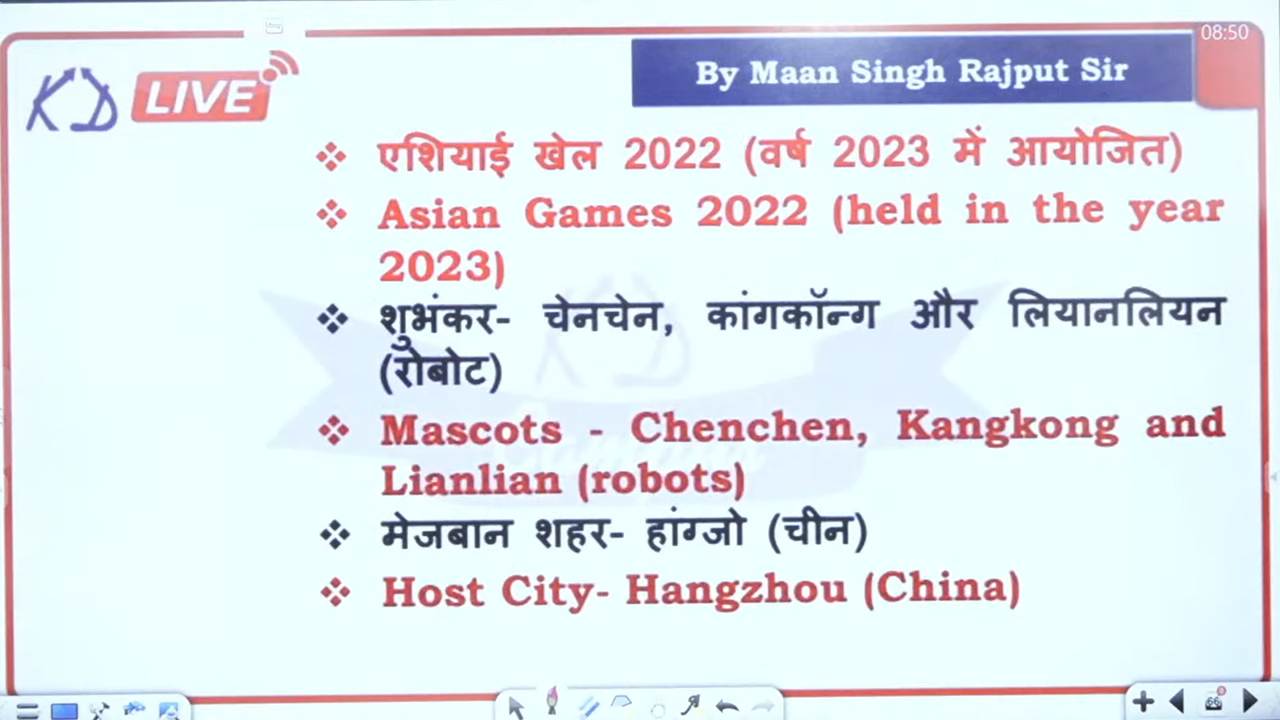 08:50
KD LIVE
By Maan Singh Rajput Sir
❖ एशियाई खेल 2022 (वर्ष 2023 में आयोजित)
❖ Asian Games 2022 (held in the year
2023)
❖ शुभंकर- चेनचेन, कांगकॉन्ग और लियानलियन
(रोबोट)
❖ Mascots - Chenchen, Kangkong and
Lianlian (robots)
❖ मेजबान शहर- हांग्जो (चीन)
❖ Host City- Hangzhou (China)
66